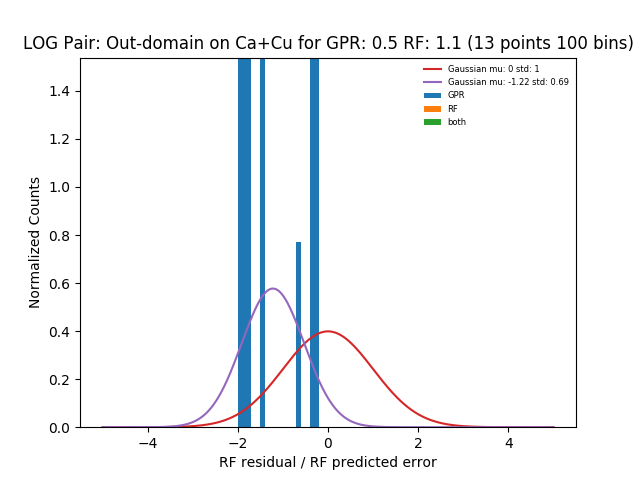 LOG Pair: Out-domain on Ca+Cu for GPR: 0.5 RF: 1.1 (13 points 100 bins)
Gaussian mu: 0 std: 1
Gaussian mu: -1.22 std: 0.69
GPR
RF
both
Normalized Counts
1.4
1.2
1.0
0.8
0.6
0.4
0.2
0.0
−4 −2 0 2 4
RF residual / RF predicted error